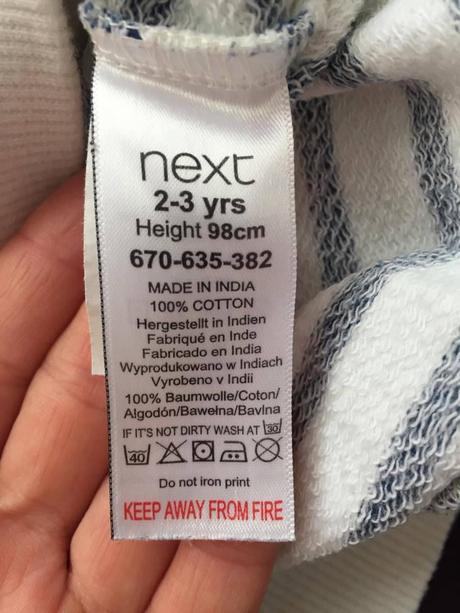 next
2-3 yrs
Height 98cm
670-635-382
MADE IN INDIA
100% COTTON
Hergestellt in Indien
Fabriqué en Inde
Fabricado en India
Wyprodukowano w Indiach
Vyrobeno v Indii
100% Baumwolle/Coton/
Algodón/Bawełna/Bavlna
IF IT'S NOT DIRTY WASH AT 30
40
Do not iron print
KEEP AWAY FROM FIRE